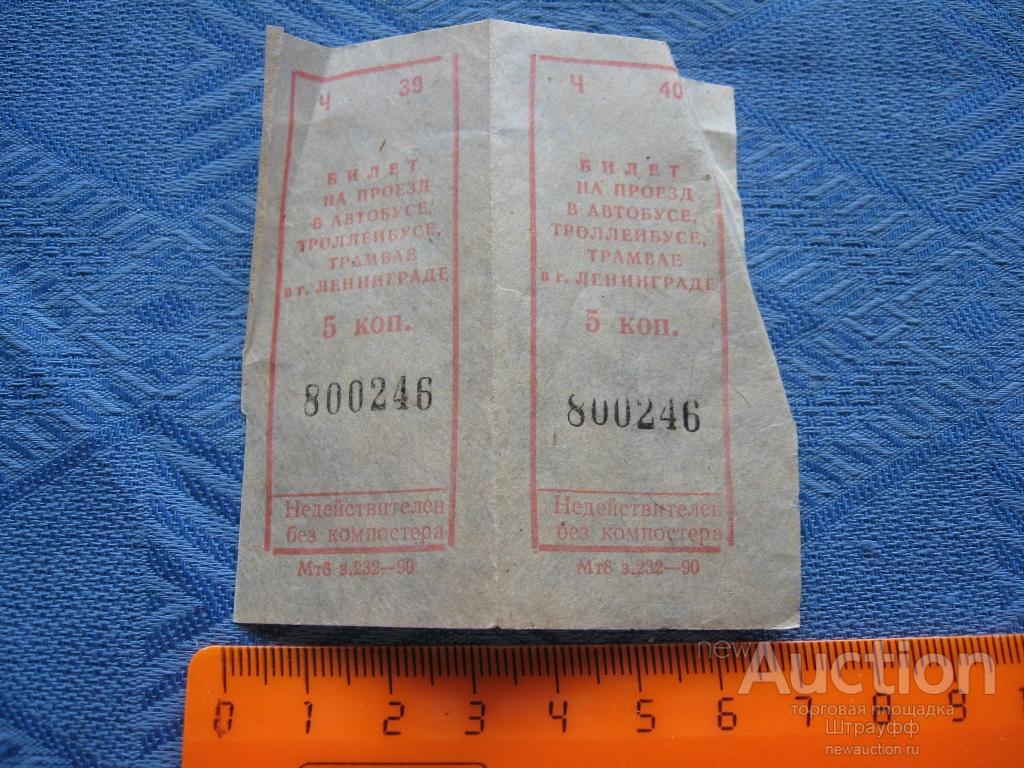 Ч 39
БИЛЕТ
НА ПРОЕЗД
В АВТОБУСЕ,
ТРОЛЛЕЙБУСЕ,
ТРАМВАЕ
в г. ЛЕНИНГРАДЕ
5 коп.
800246
Недействителен
без компостера
Мт8 з.232—90
Ч 40
БИЛЕТ
НА ПРОЕЗД
В АВТОБУСЕ,
ТРОЛЛЕЙБУСЕ,
ТРАМВАЕ
в г. ЛЕНИНГРАДЕ
5 коп.
800246
Недействителен
без компостера
Мт8 з.232—90
0 1 2 3 4 5 6 7 8 9 1
newAuction
торговая площадка
Штрауфф
newauction.ru